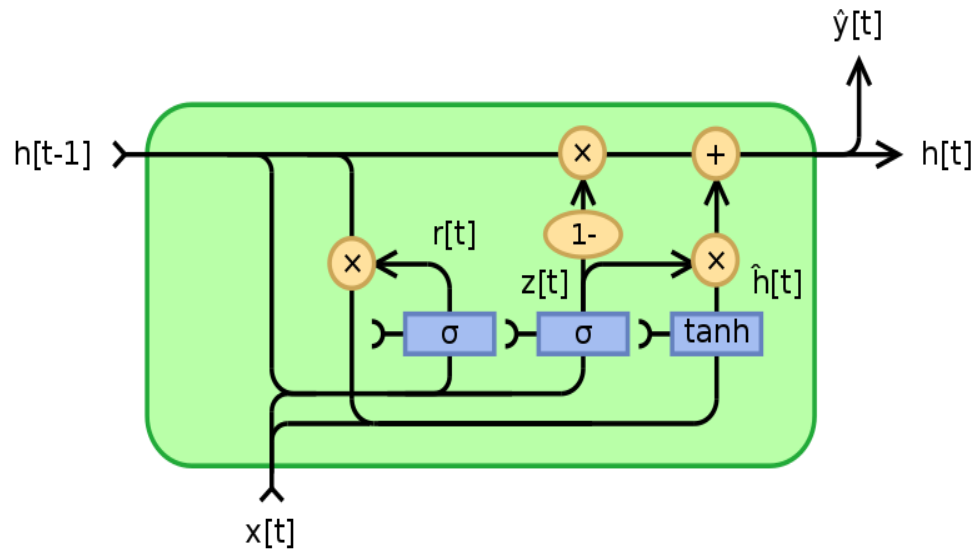 ŷ[t]
h[t-1]
×
+
h[t]
r[t]
1-
×
×
z[t]
ĥ[t]
σ
σ
tanh
x[t]